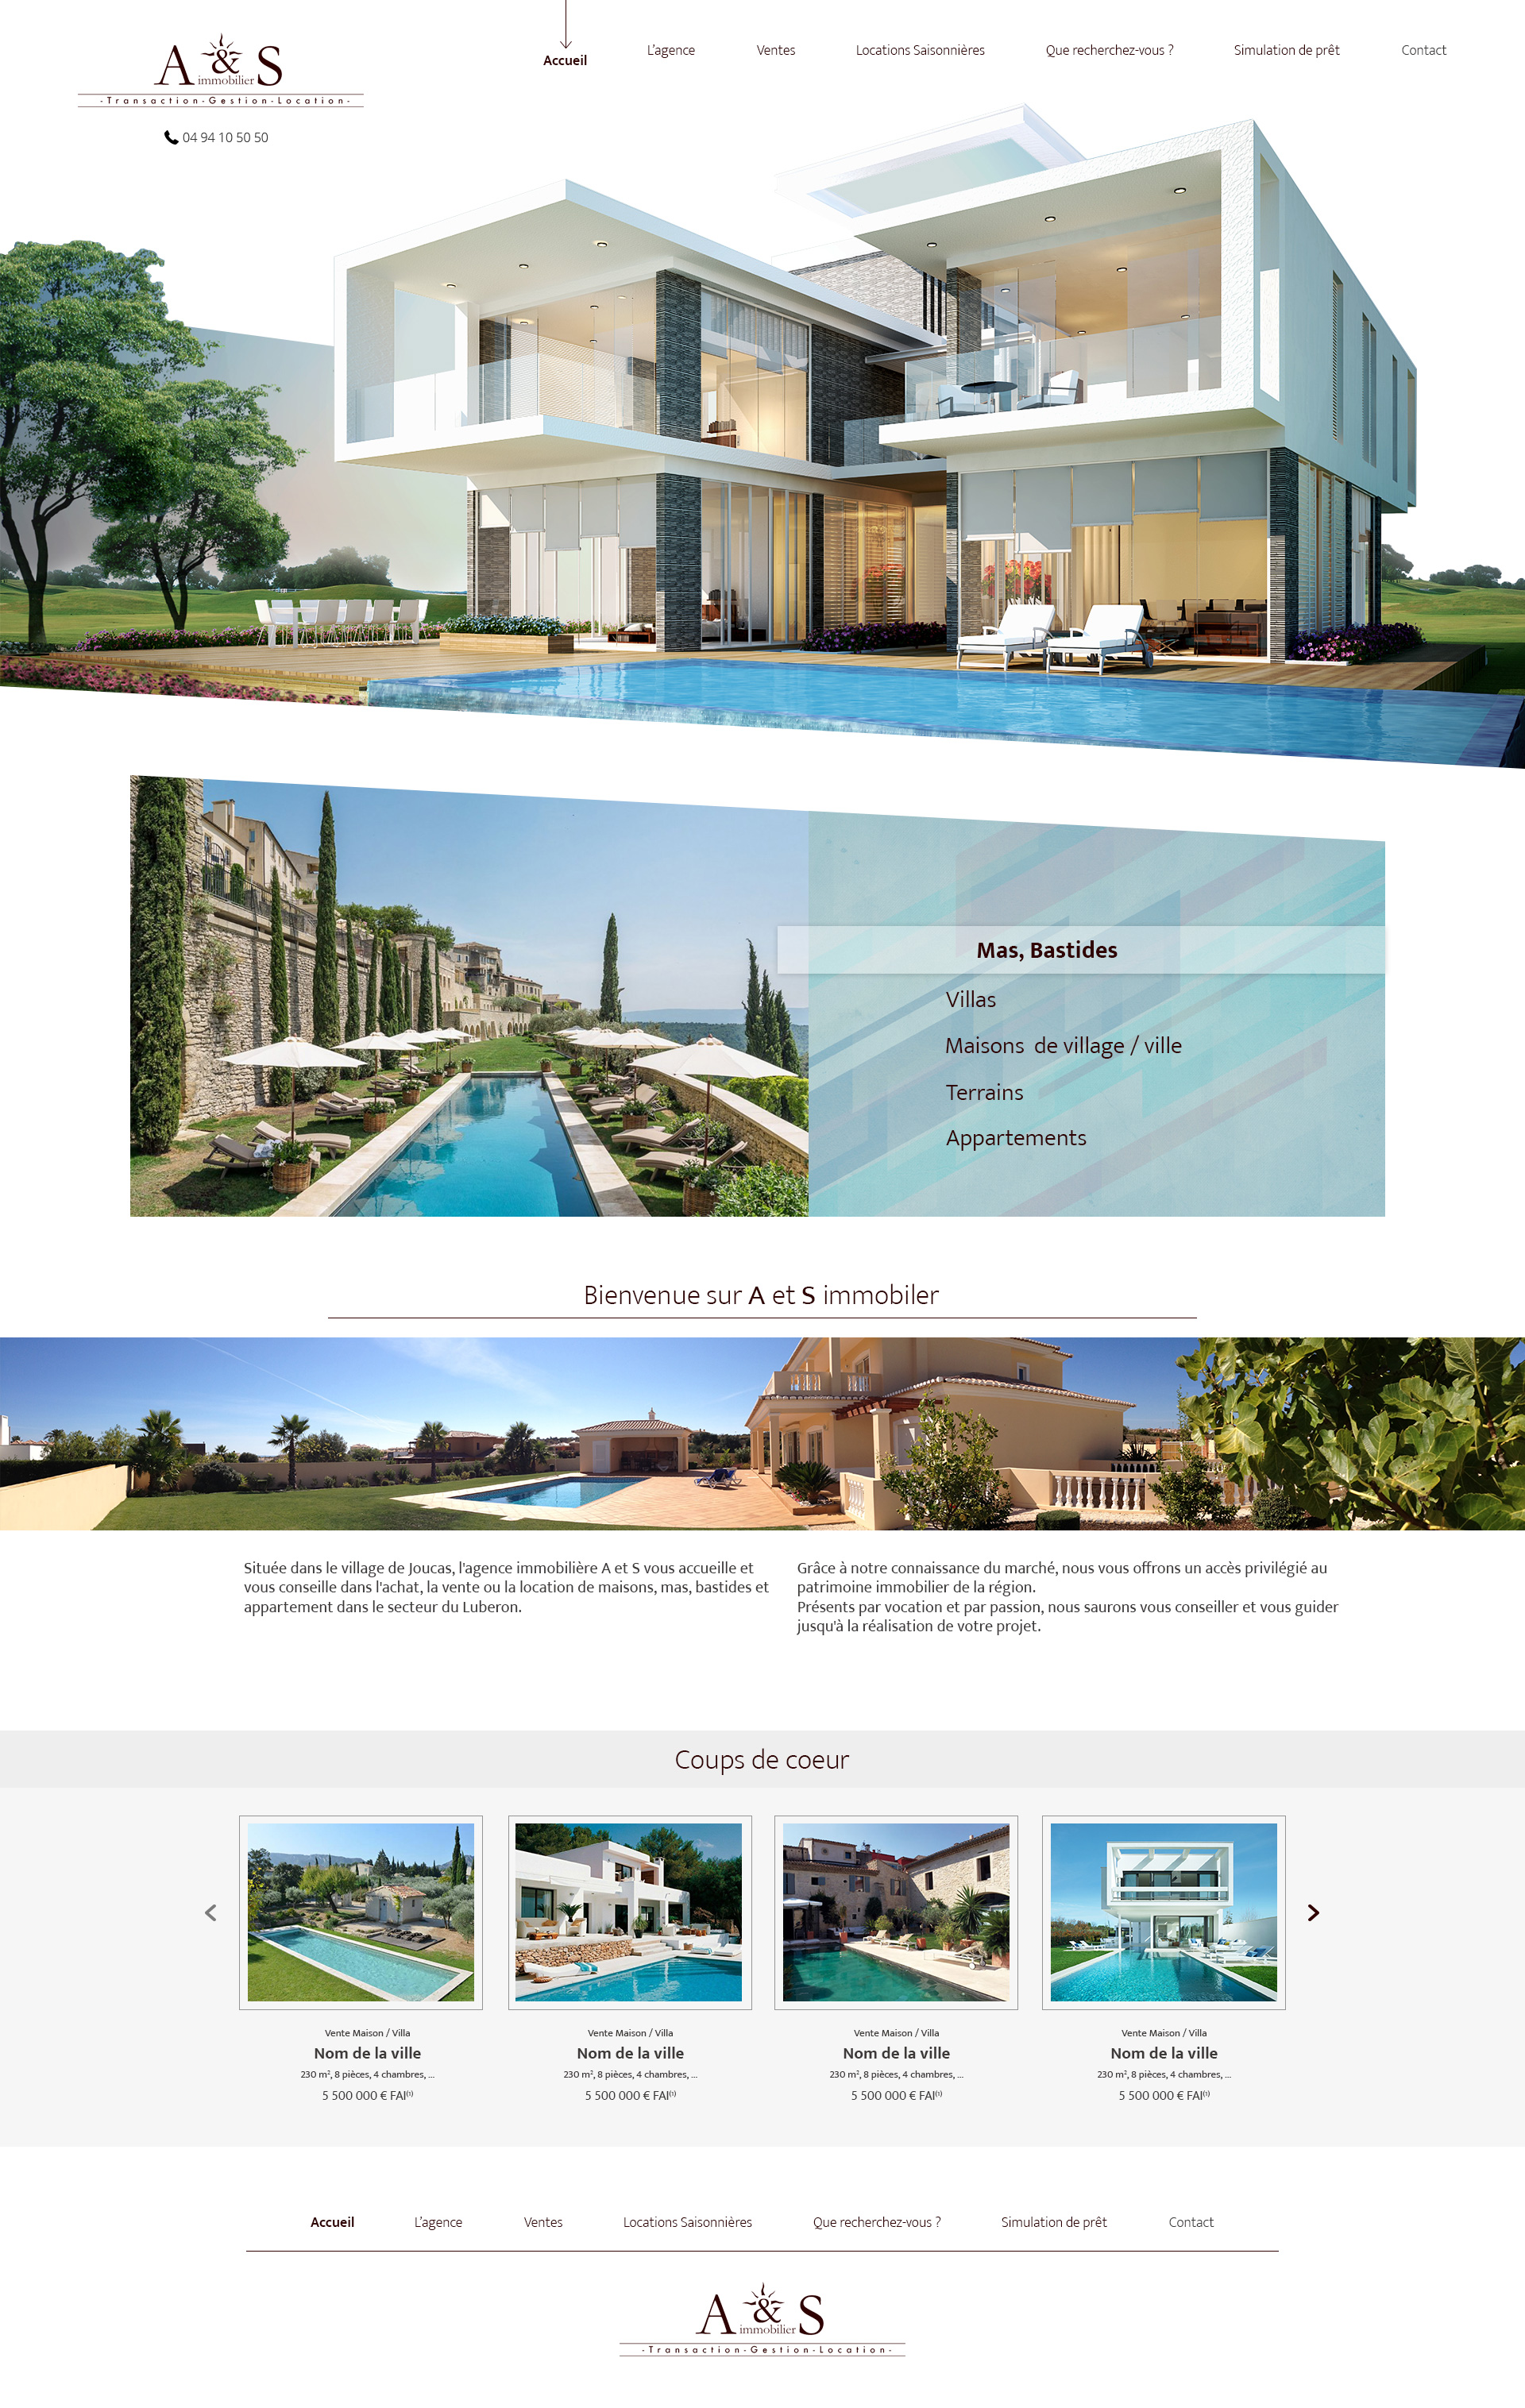 A & S
immobilier
-Transaction-Gestion-Location-
04 94 10 50 50
Accueil
L'agence
Ventes
Locations Saisonnières
Que recherchez-vous ?
Simulation de prêt
Contact
Mas, Bastides
Villas
Maisons de village / ville
Terrains
Appartements
Bienvenue sur A et S immobiler
Située dans le village de Joucas, l'agence immobilière A et S vous accueille et
vous conseille dans l'achat, la vente ou la location de maisons, mas, bastides et
appartement dans le secteur du Luberon.
Grâce à notre connaissance du marché, nous vous offrons un accès privilégié au
patrimoine immobilier de la région.
Présents par vocation et par passion, nous saurons vous conseiller et vous guider
jusqu'à la réalisation de votre projet.
Coups de coeur
Vente Maison / Villa
Nom de la ville
230 m², 8 pièces, 4 chambres, ...
5 500 000 € FAI⁽¹⁾
Vente Maison / Villa
Nom de la ville
230 m², 8 pièces, 4 chambres, ...
5 500 000 € FAI⁽¹⁾
Vente Maison / Villa
Nom de la ville
230 m², 8 pièces, 4 chambres, ...
5 500 000 € FAI⁽¹⁾
Vente Maison / Villa
Nom de la ville
230 m², 8 pièces, 4 chambres, ...
5 500 000 € FAI⁽¹⁾
Accueil
L'agence
Ventes
Locations Saisonnières
Que recherchez-vous ?
Simulation de prêt
Contact
A & S
immobilier
-Transaction-Gestion-Location-